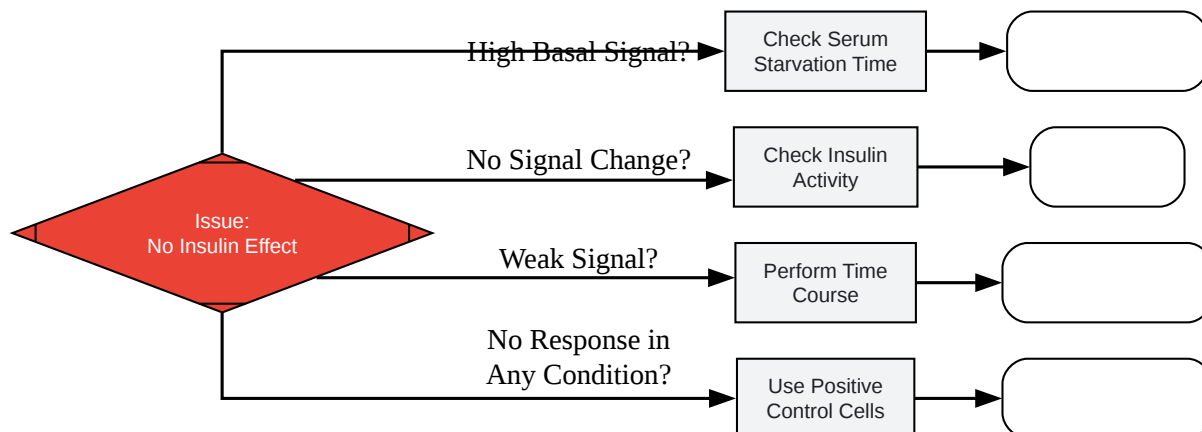 High Basal Signal?
Check Serum
Starvation Time
No Signal Change?
Check Insulin
Activity
Issue:
No Insulin Effect
Weak Signal?
Perform Time
Course
No Response in
Any Condition?
Use Positive
Control Cells